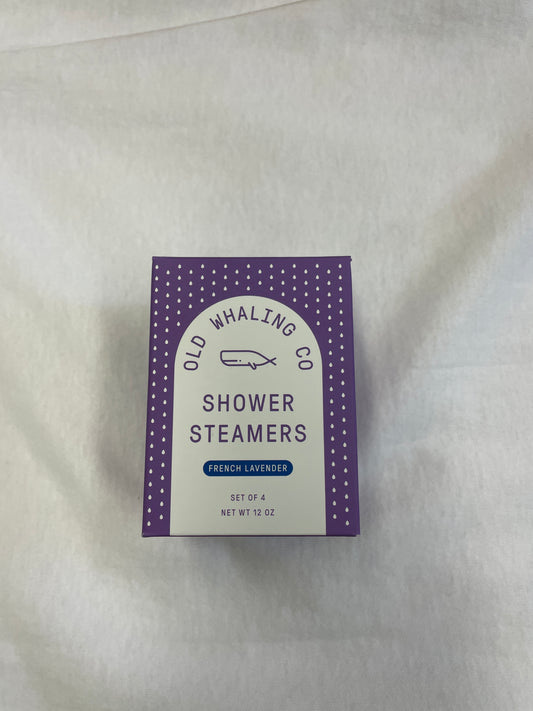 OLD WHALING CO
SHOWER
STEAMERS
FRENCH LAVENDER
SET OF 4
NET WT 12 OZ